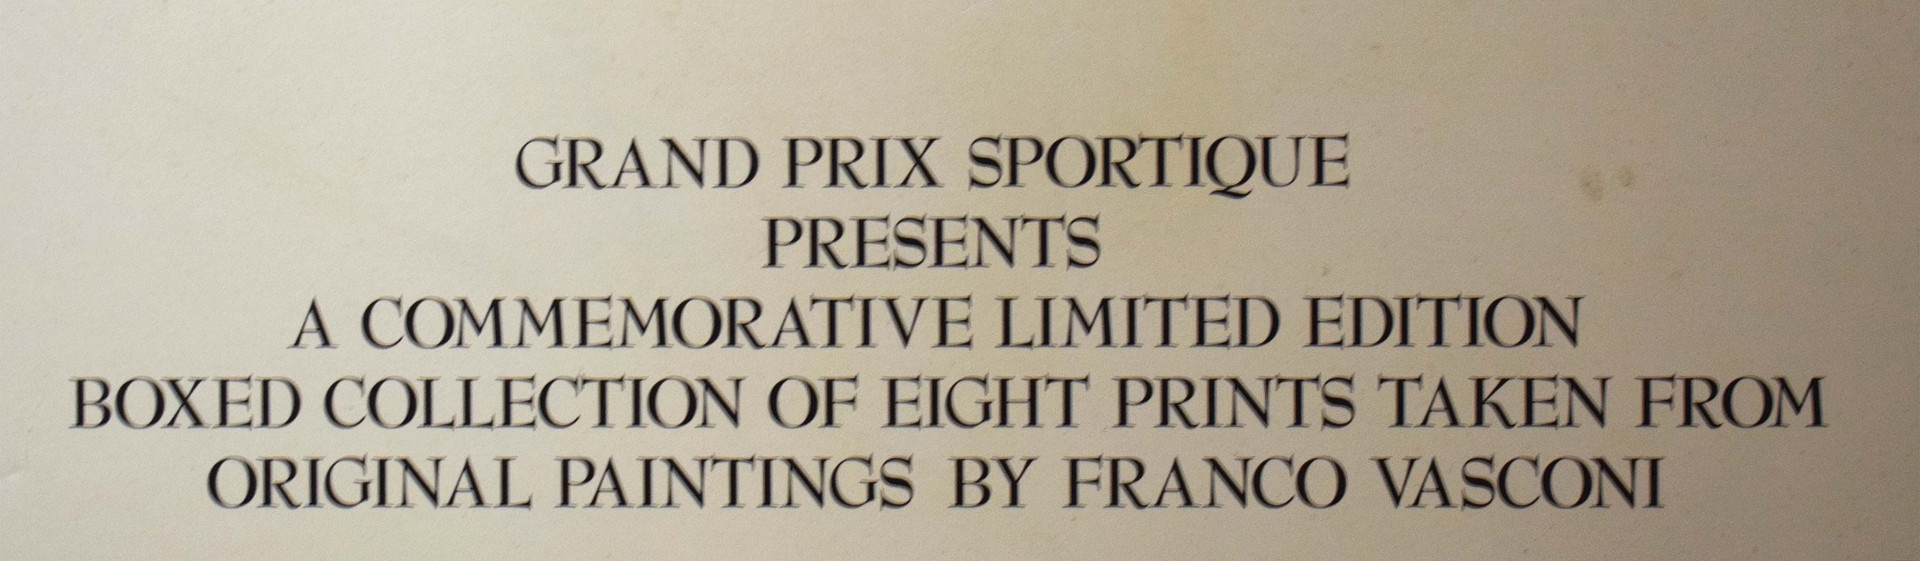 GRAND PRIX SPORTIQUE
PRESENTS
A COMMEMORATIVE LIMITED EDITION
BOXED COLLECTION OF EIGHT PRINTS TAKEN FROM
ORIGINAL PAINTINGS BY FRANCO VASCONI